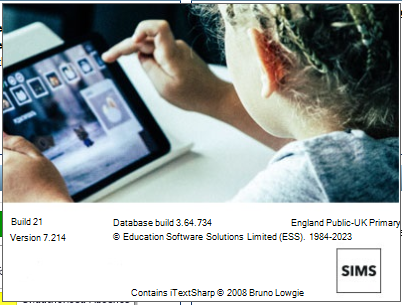 Build 21 Database build 3.64.734 England Public-UK Primary
Version 7.214 © Education Software Solutions Limited (ESS). 1984-2023
SIMS
Contains iTextSharp © 2008 Bruno Lowgie